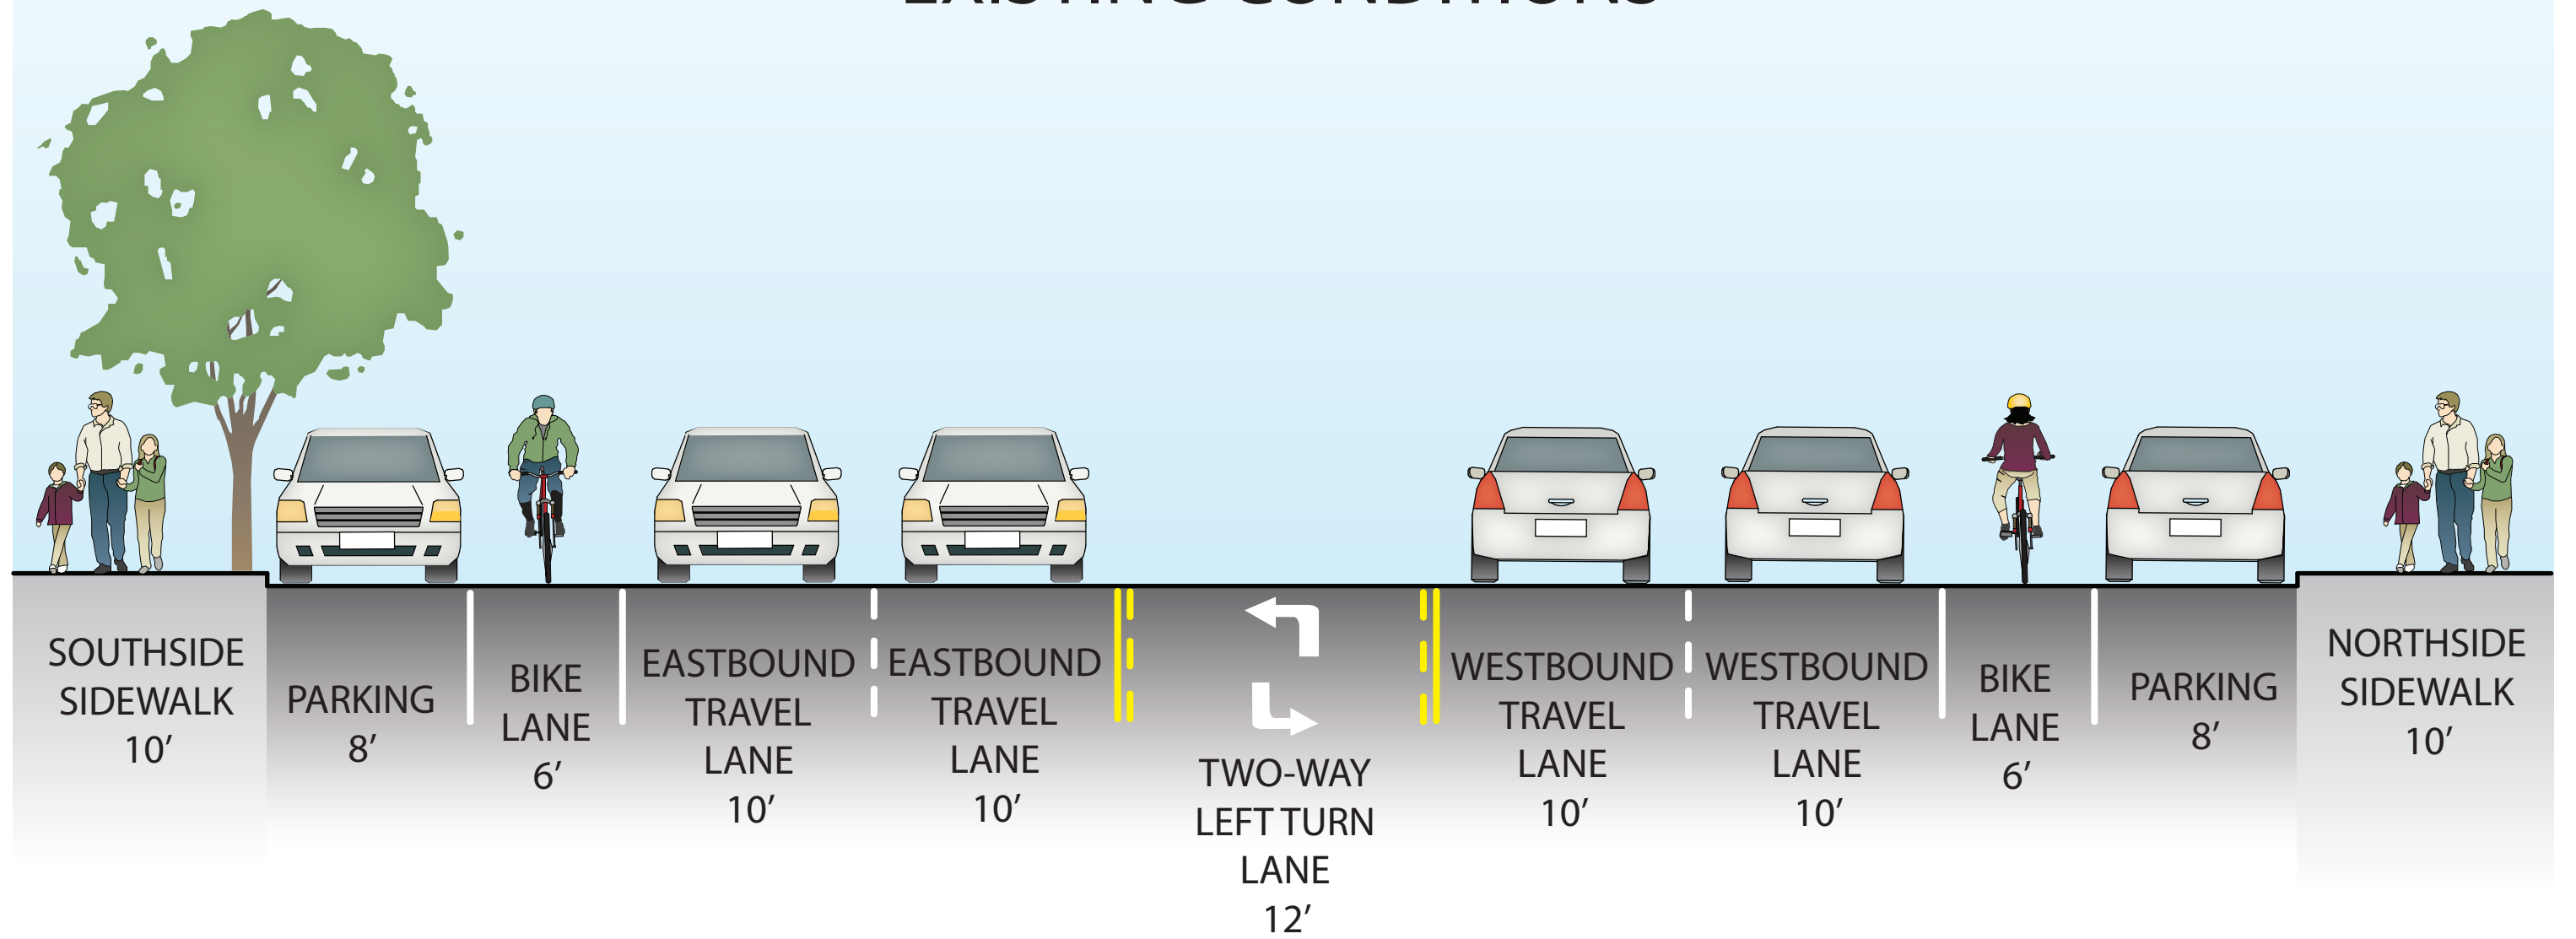 EXISTING CONDITIONS
SOUTHSIDE
SIDEWALK
10’
PARKING
8’
BIKE
LANE
6’
EASTBOUND
TRAVEL
LANE
10’
EASTBOUND
TRAVEL
LANE
10’
TWO-WAY
LEFT TURN
LANE
12’
WESTBOUND
TRAVEL
LANE
10’
WESTBOUND
TRAVEL
LANE
10’
BIKE
LANE
6’
PARKING
8’
NORTHSIDE
SIDEWALK
10’